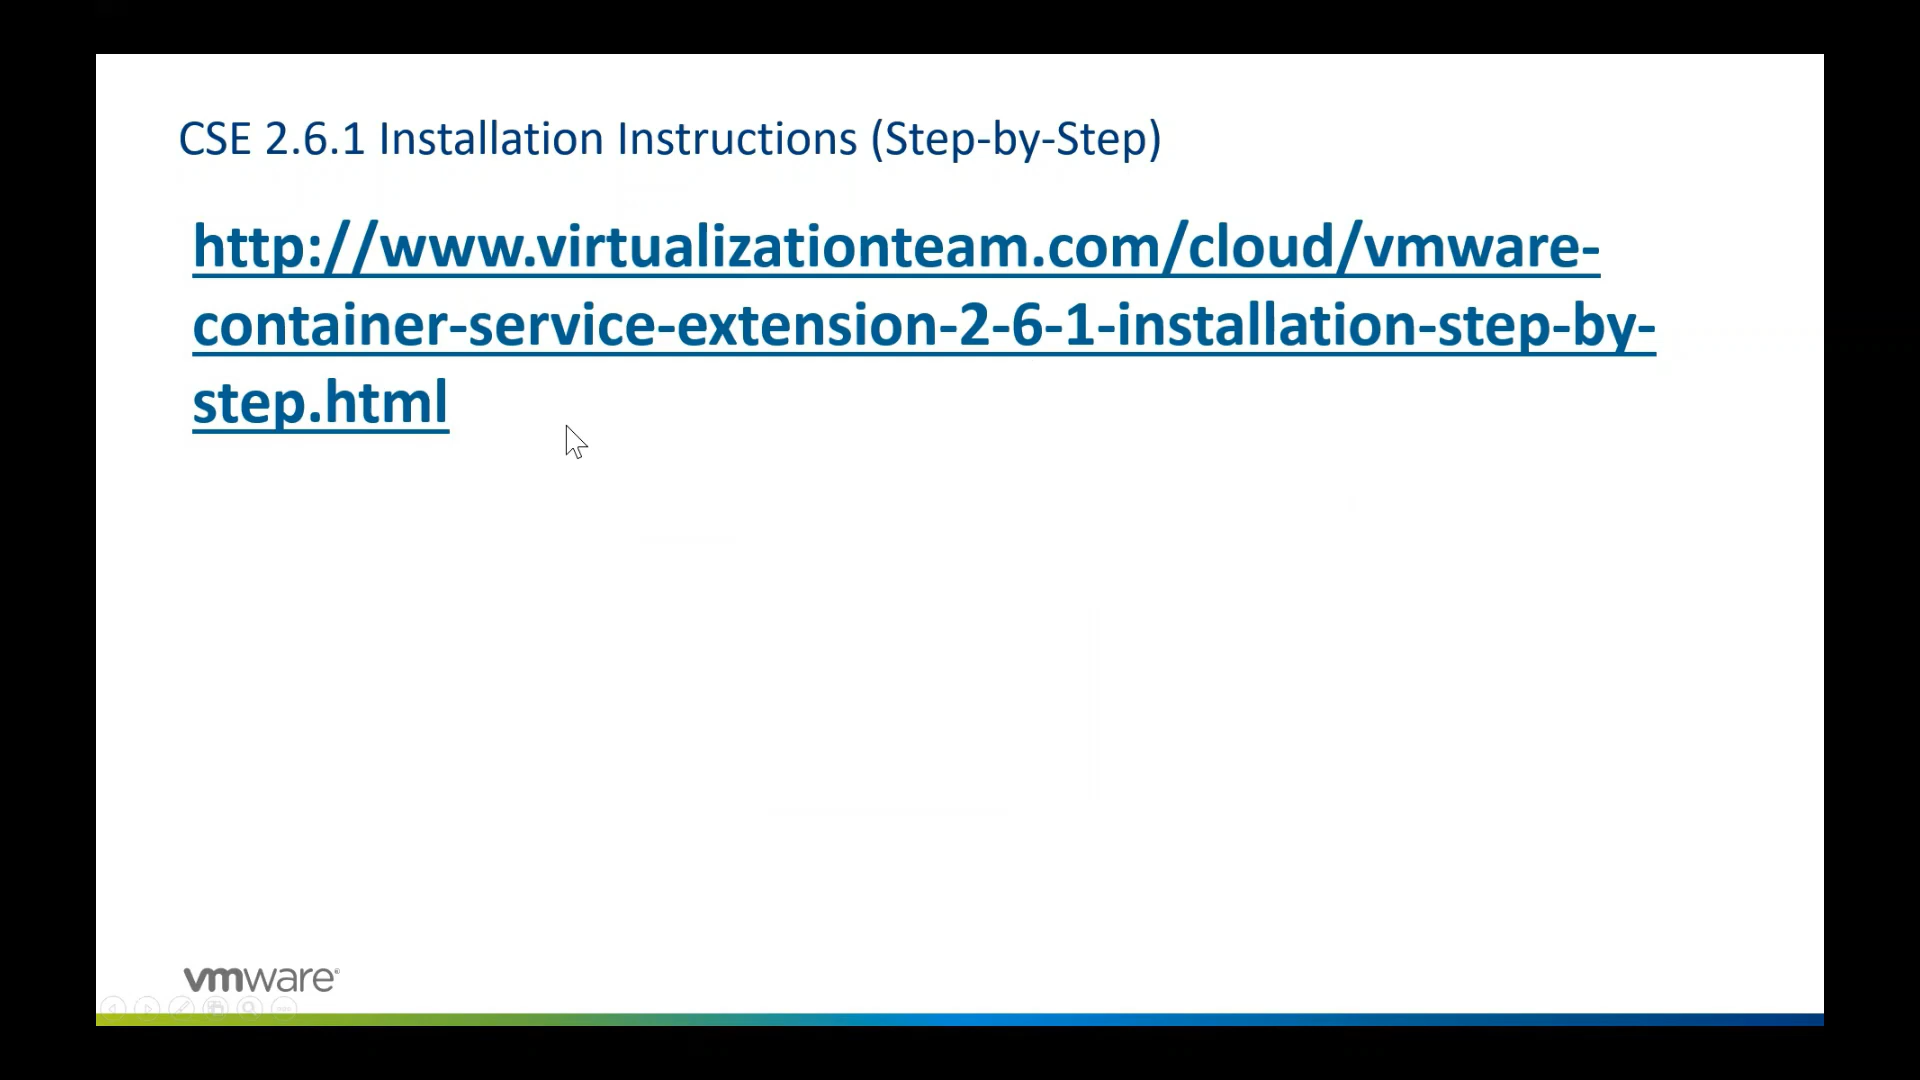 CSE 2.6.1 Installation Instructions (Step-by-Step)
http://www.virtualizationteam.com/cloud/vmware-
container-service-extension-2-6-1-installation-step-by-
step.html
vmware®